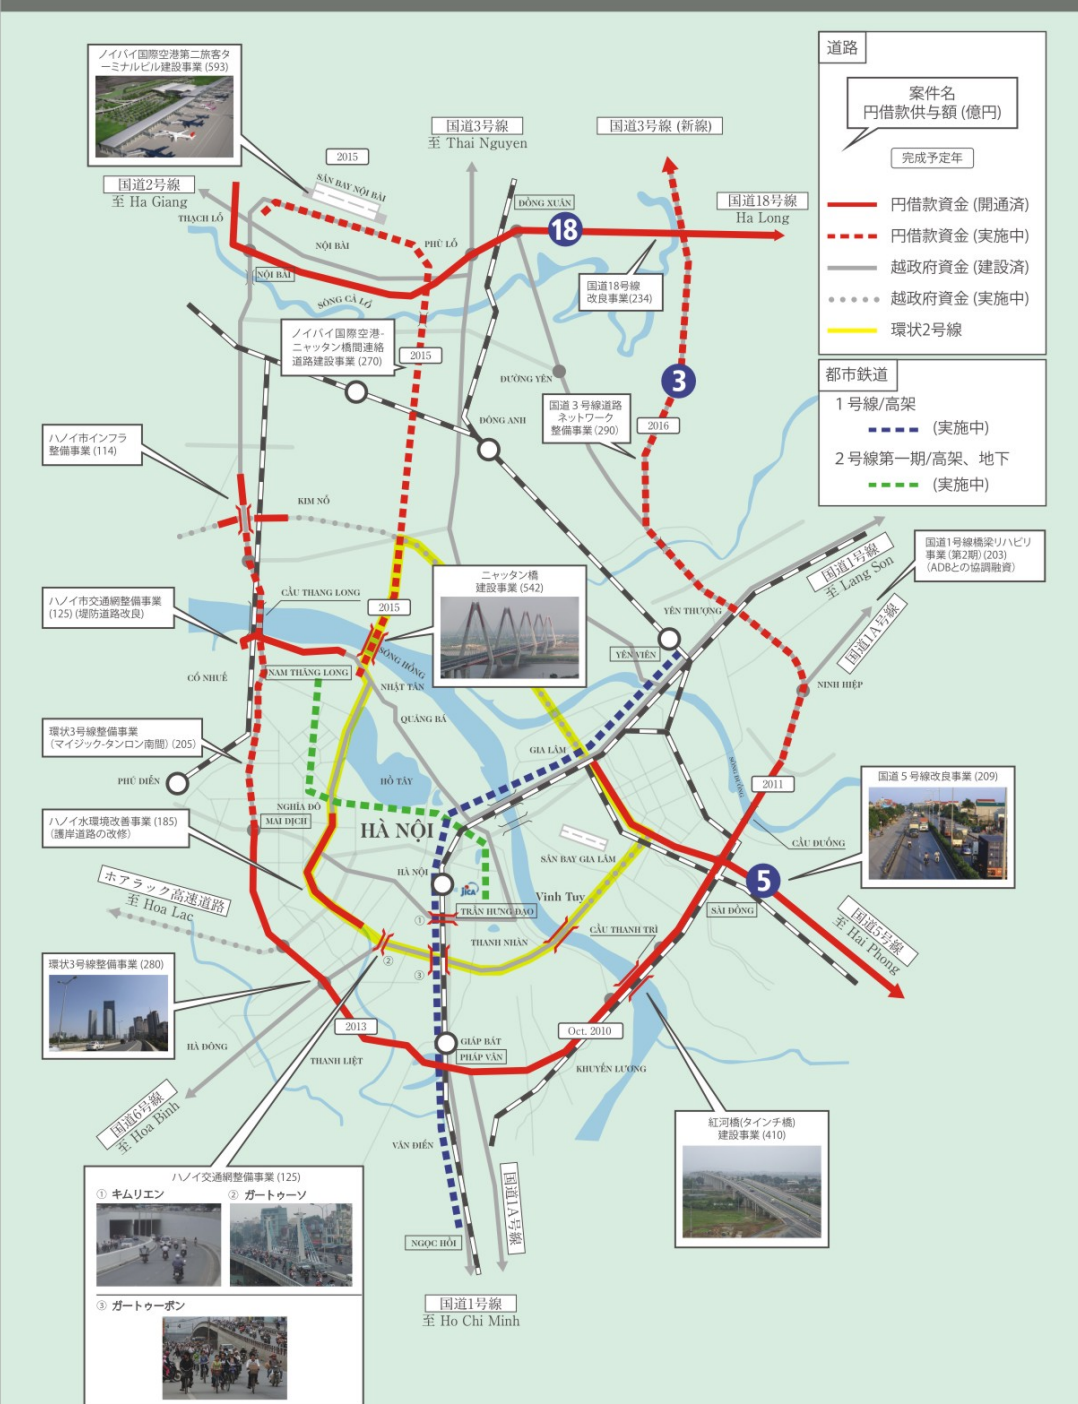 ノイバイ国際空港第二旅客タ
ーミナルビル建設事業 (593)
道路
案件名
円借款供与額 (億円)
完成予定年
円借款資金 (開通済)
円借款資金 (実施中)
越政府資金 (建設済)
越政府資金 (実施中)
環状2号線
都市鉄道
1号線/高架
(実施中)
2号線第一期/高架、地下
(実施中)
国道3号線
至 Thai Nguyen
国道3号線 (新線)
2015
SÂN BAY NỘI BÀI
国道2号線
至 Ha Giang
THẠCH LỖ
ĐỒNG XUÂN
国道18号線
Ha Long
18
NỘI BÀI
PHÙ LỖ
NỘI BÀI
SÔNG CÀ LỒ
国道18号線
改良事業(234)
ノイバイ国際空港-
ニャッタン橋間連絡
道路建設事業 (270)
2015
ĐƯỜNG YÊN
3
国道３号線道路
ネットワーク
整備事業 (290)
2016
ĐÔNG ANH
ハノイ市インフラ
整備事業 (114)
KIM NỖ
国道1号線橋梁リハビリ
事業 (第2期) (203)
(ADBとの協調融資)
国道1号線
至 Lang Son
ニャッタン橋
建設事業 (542)
ハノイ市交通網整備事業
(125) (堤防道路改良)
CẦU THANG LONG
2015
YÊN THƯỢNG
国道1A号線
YÊN VIÊN
SÔNG HỒNG
NAM THĂNG LONG
CỔ NHUẾ
NHẬT TÂN
NINH HIỆP
QUẢNG BÁ
環状3号線整備事業
(マイジック-タンロン南間) (205)
GIA LÂM
PHÚ DIỄN
HỒ TÂY
SÔNG ĐUỐNG
2011
国道５号線改良事業 (209)
NGHĨA ĐÔ
MAI DỊCH
ハノイ水環境改善事業 (185)
(護岸道路の改修)
HÀ NỘI
CẦU ĐUỐNG
SÂN BAY GIA LÂM
HÀ NỘI
JICA
5
ホアラック高速道路
至 Hoa Lac
Vinh Tuy
①
TRẦN HƯNG ĐẠO
SÀI ĐỒNG
国道5号線
至 Hai Phong
CẦU THANH TRÌ
THANH NHÀN
②
③
環状3号線整備事業 (280)
2013
Oct. 2010
HÀ ĐÔNG
GIÁP BÁT
PHÁP VÂN
THANH LIỆT
KHUYẾN LƯƠNG
国道6号線
至 Hoa Binh
紅河橋(タインチ橋)
建設事業 (410)
VĂN ĐIỂN
ハノイ交通網整備事業 (125)
① キムリエン
② ガートゥーソ
③ ガートゥーボン
国道1A号線
NGỌC HỒI
国道1号線
至 Ho Chi Minh